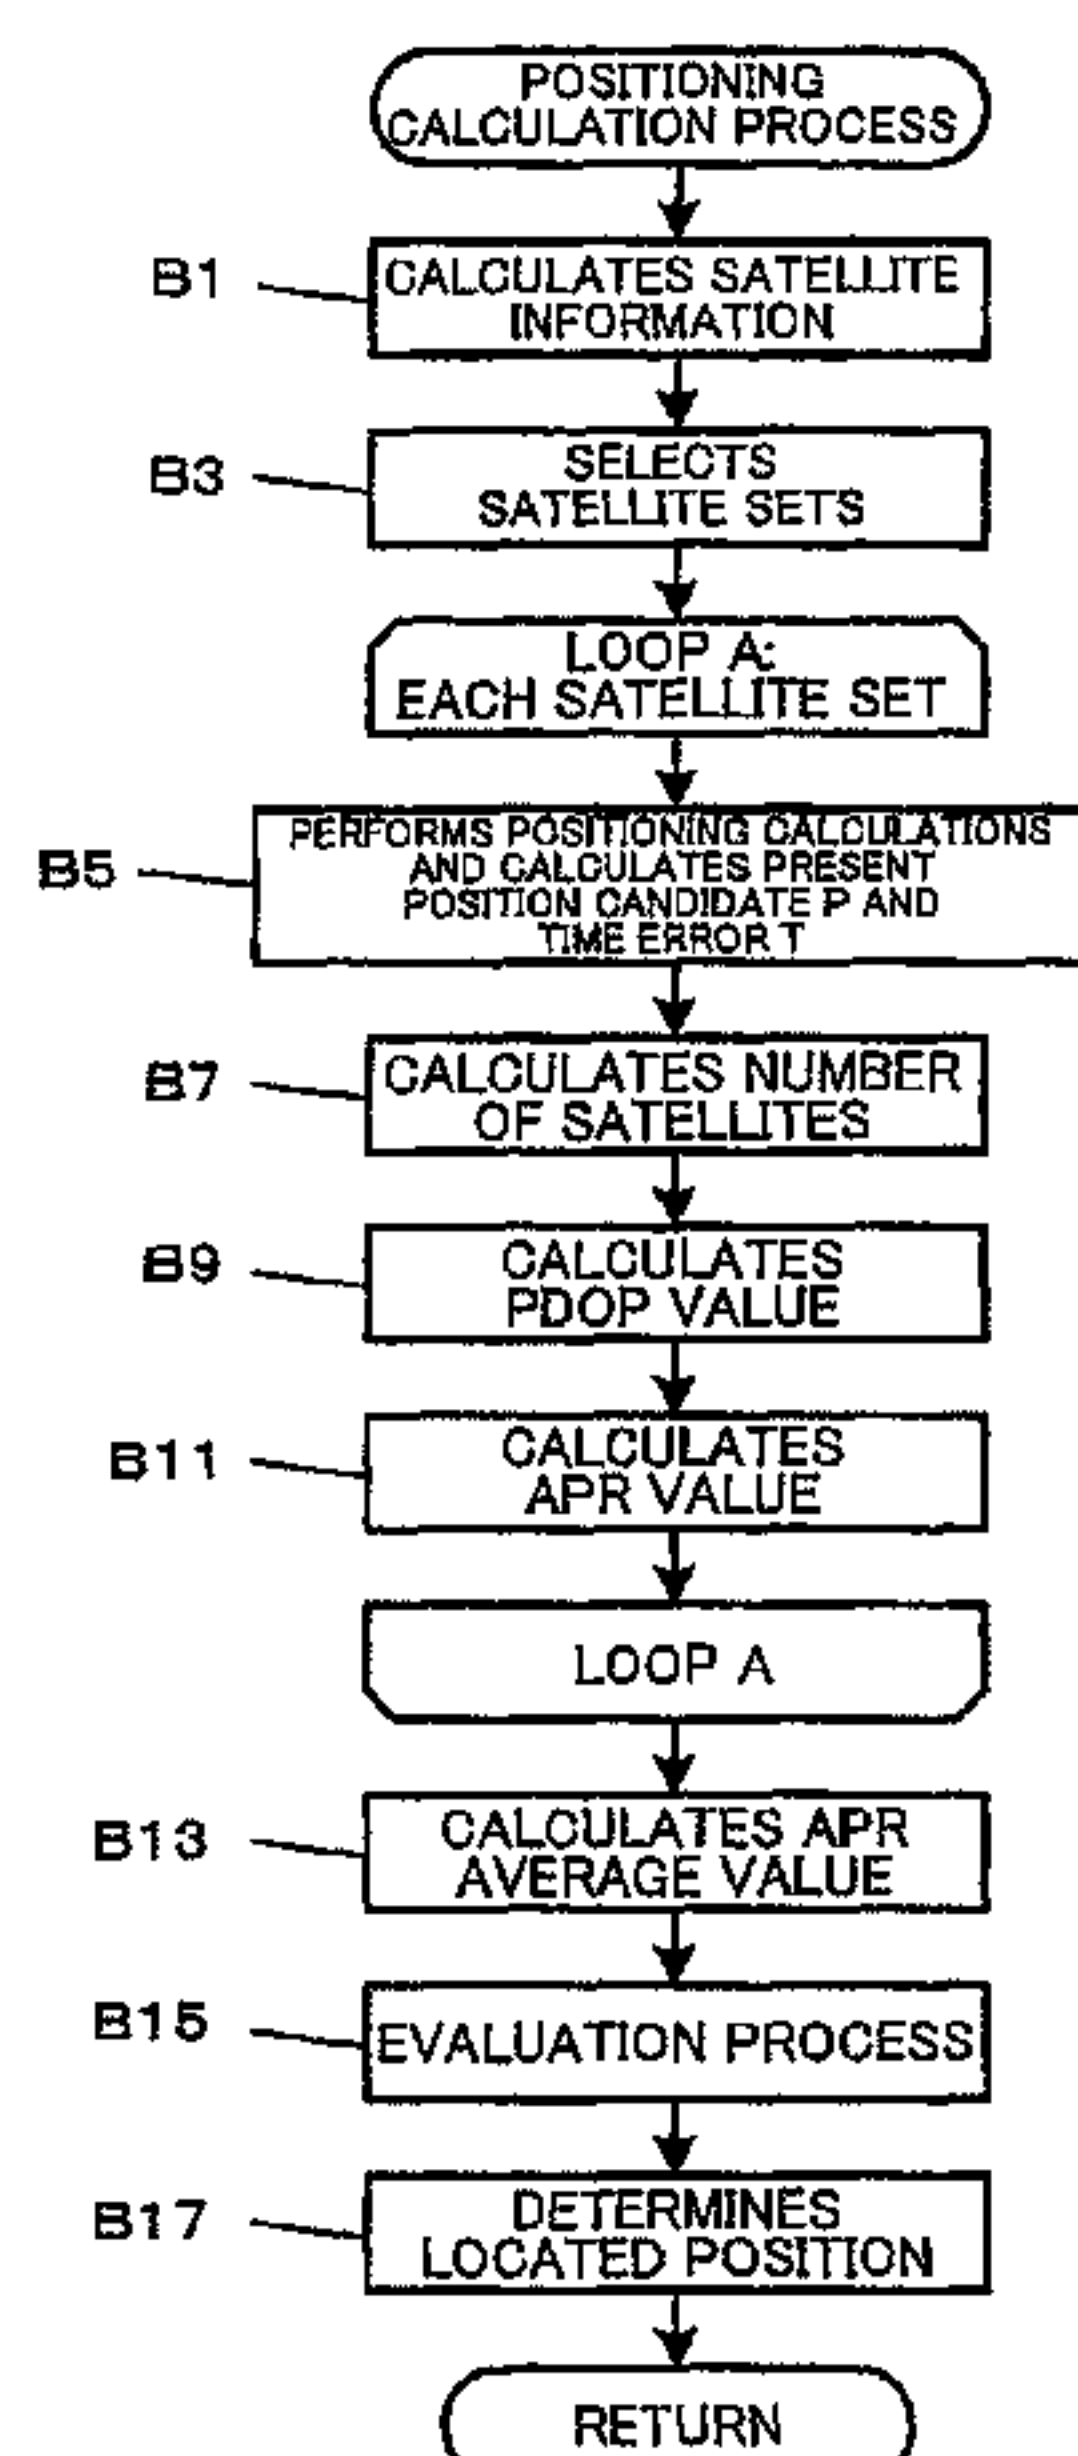 POSITIONING
CALCULATION PROCESS
B1
CALCULATES SATELLITE
INFORMATION
B3
SELECTS
SATELLITE SETS
LOOP A:
EACH SATELLITE SET
B5
PERFORMS POSITIONING CALCULATIONS
AND CALCULATES PRESENT
POSITION CANDIDATE P AND
TIME ERROR T
B7
CALCULATES NUMBER
OF SATELLITES
B9
CALCULATES
PDOP VALUE
B11
CALCULATES
APR VALUE
LOOP A
B13
CALCULATES APR
AVERAGE VALUE
B15
EVALUATION PROCESS
B17
DETERMINES
LOCATED POSITION
RETURN